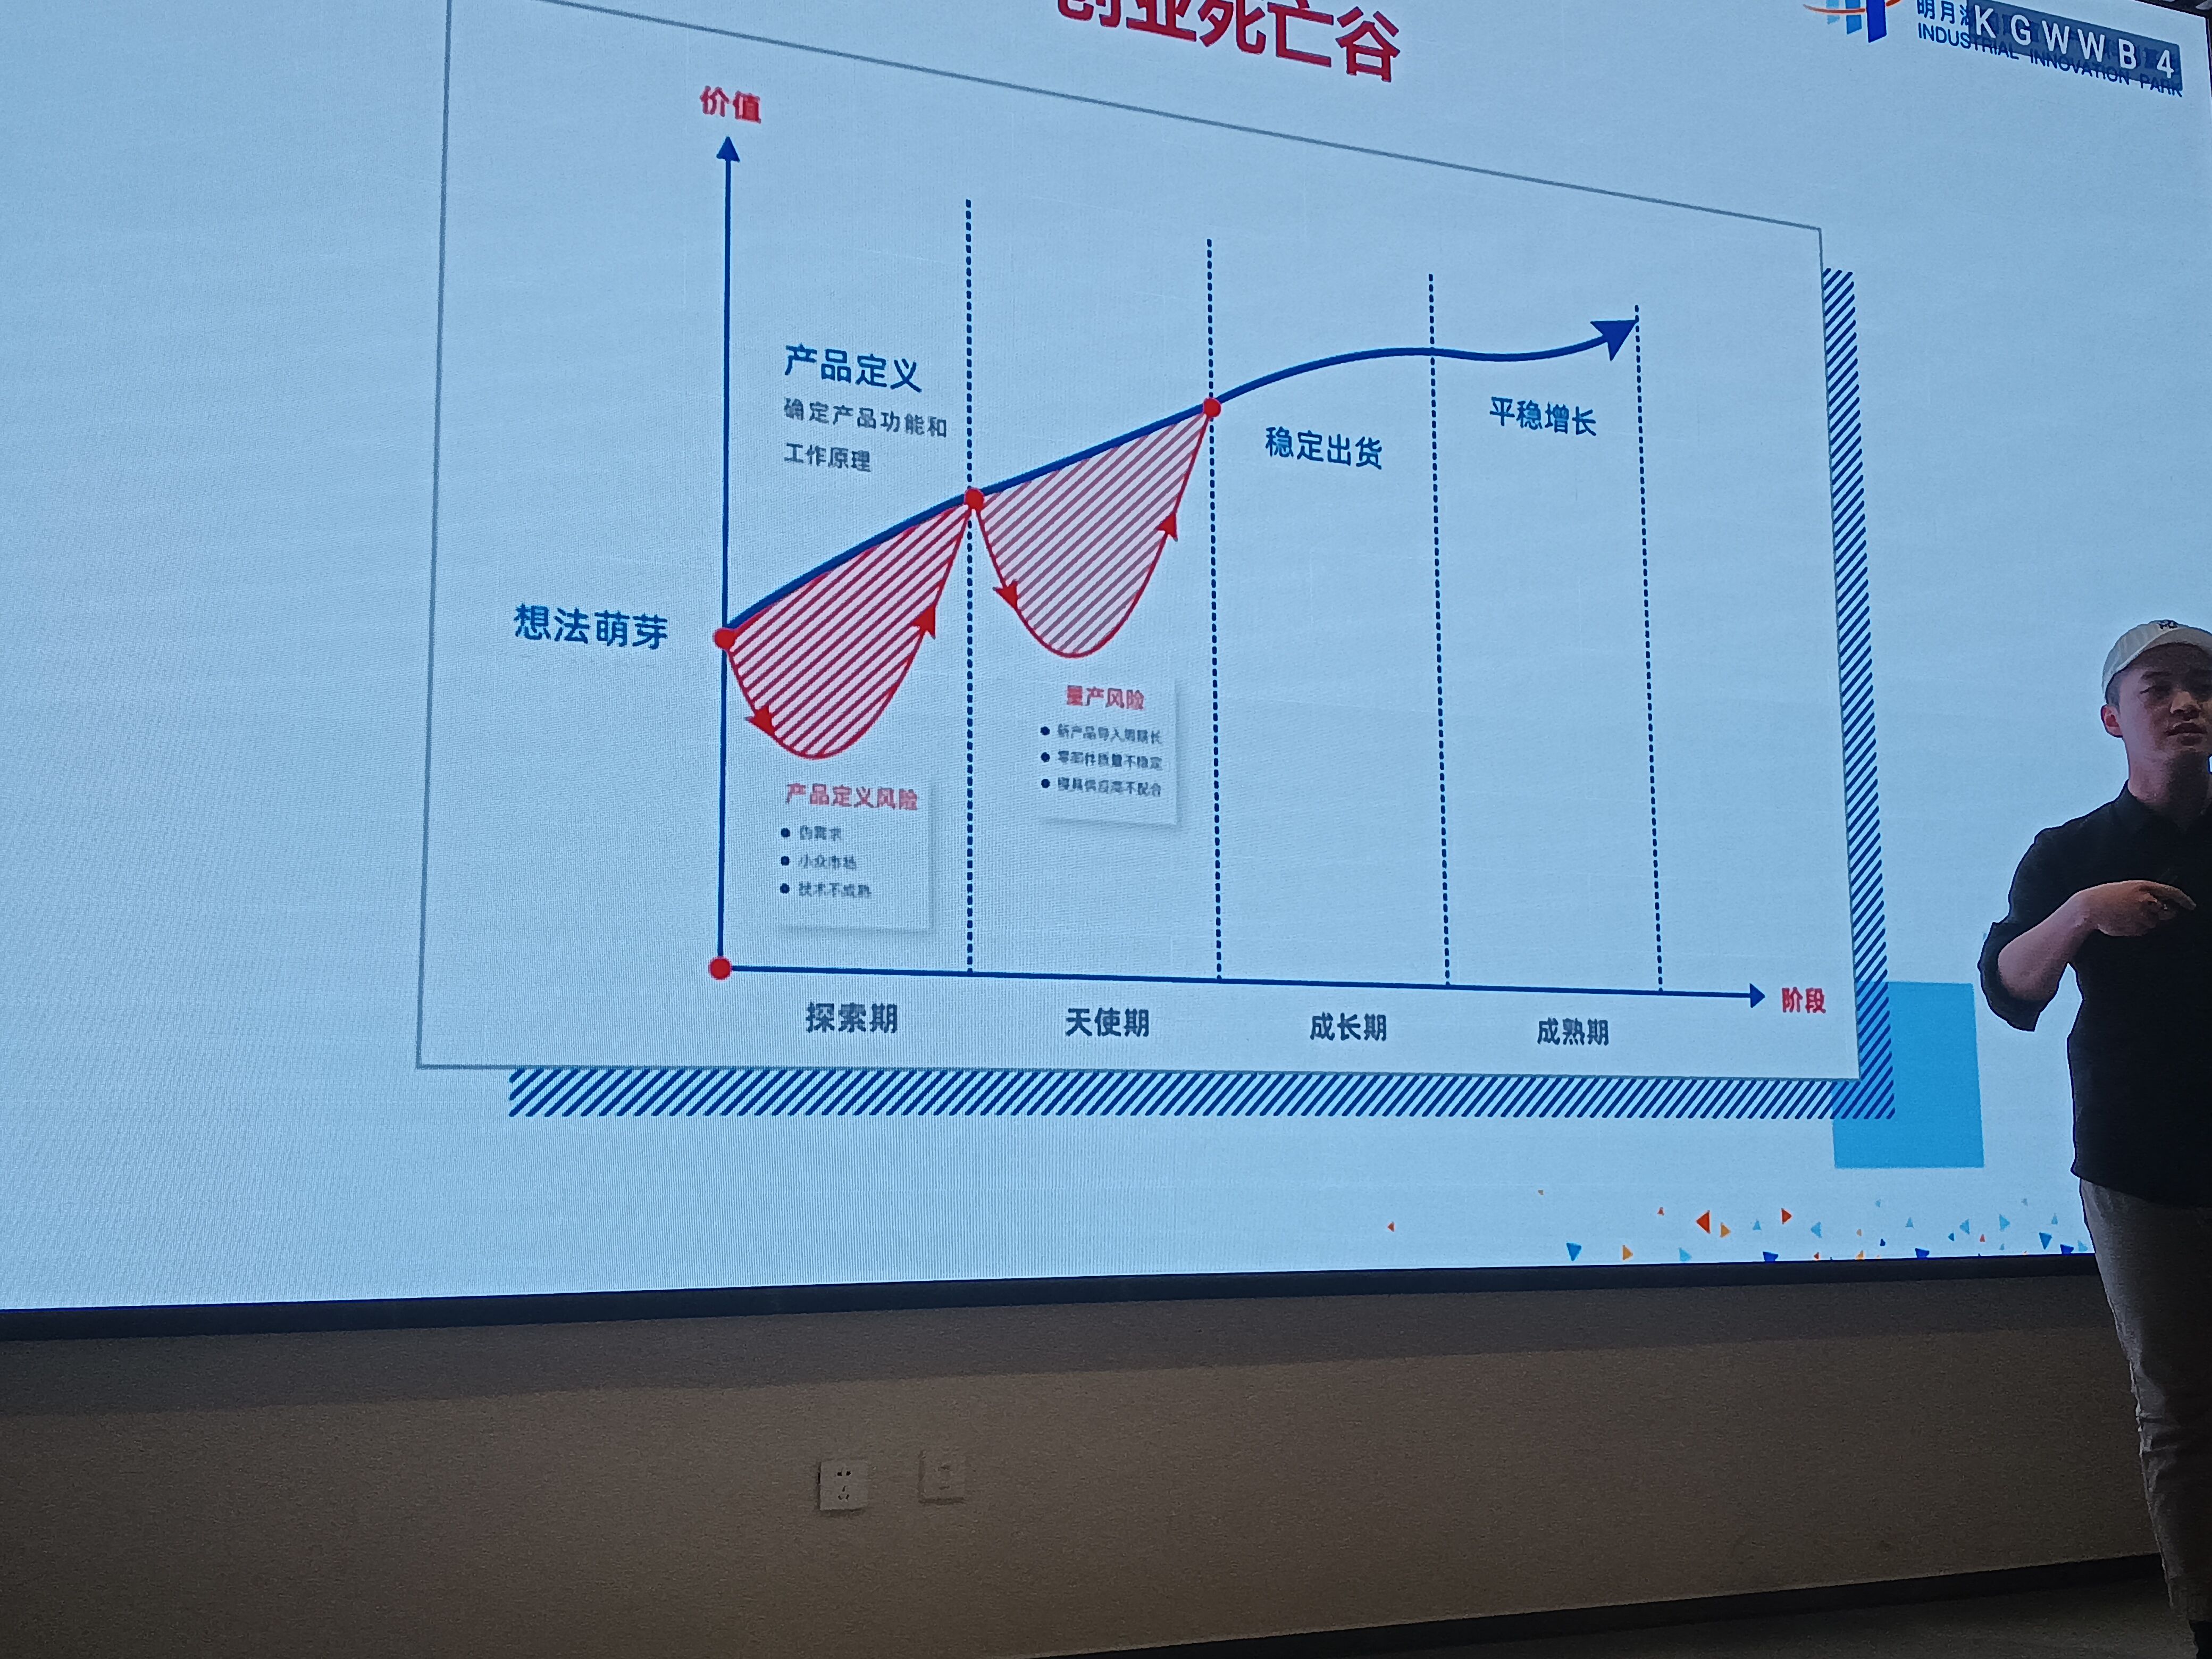 创业死亡谷
明月湖
KGWWB4
INDUSTRIAL INNOVATION PARK
价值
产品定义
确定产品功能和
工作原理
想法萌芽
稳定出货
平稳增长
量产风险
新产品导入周期长
零部件质量不稳定
模具供应商不配合
产品定义风险
伪需求
小众市场
技术不成熟
探索期
天使期
成长期
成熟期
阶段